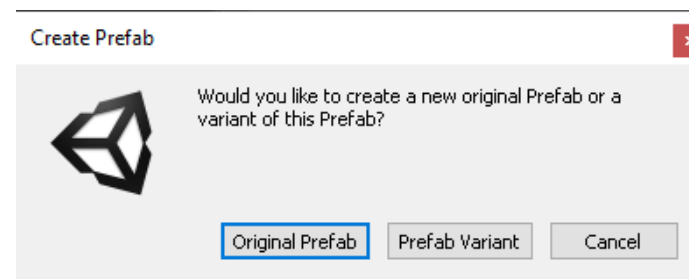 Create Prefab
Would you like to create a new original Prefab or a
variant of this Prefab?
Original Prefab
Prefab Variant
Cancel